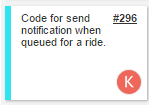 Code for send #296
notification when
queued for a ride.
K